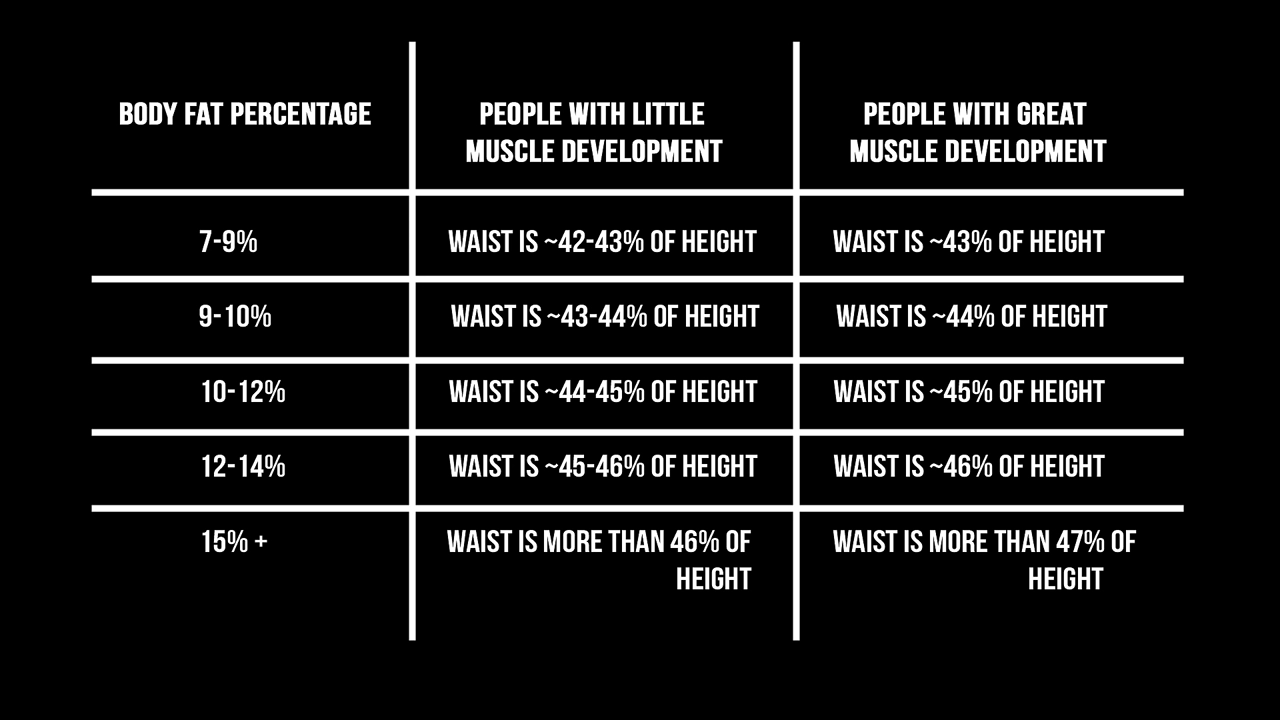 BODY FAT PERCENTAGE
PEOPLE WITH LITTLE
MUSCLE DEVELOPMENT
PEOPLE WITH GREAT
MUSCLE DEVELOPMENT
7-9%
WAIST IS ~42-43% OF HEIGHT
WAIST IS ~43% OF HEIGHT
9-10%
WAIST IS ~43-44% OF HEIGHT
WAIST IS ~44% OF HEIGHT
10-12%
WAIST IS ~44-45% OF HEIGHT
WAIST IS ~45% OF HEIGHT
12-14%
WAIST IS ~45-46% OF HEIGHT
WAIST IS ~46% OF HEIGHT
15% +
WAIST IS MORE THAN 46% OF
HEIGHT
WAIST IS MORE THAN 47% OF
HEIGHT